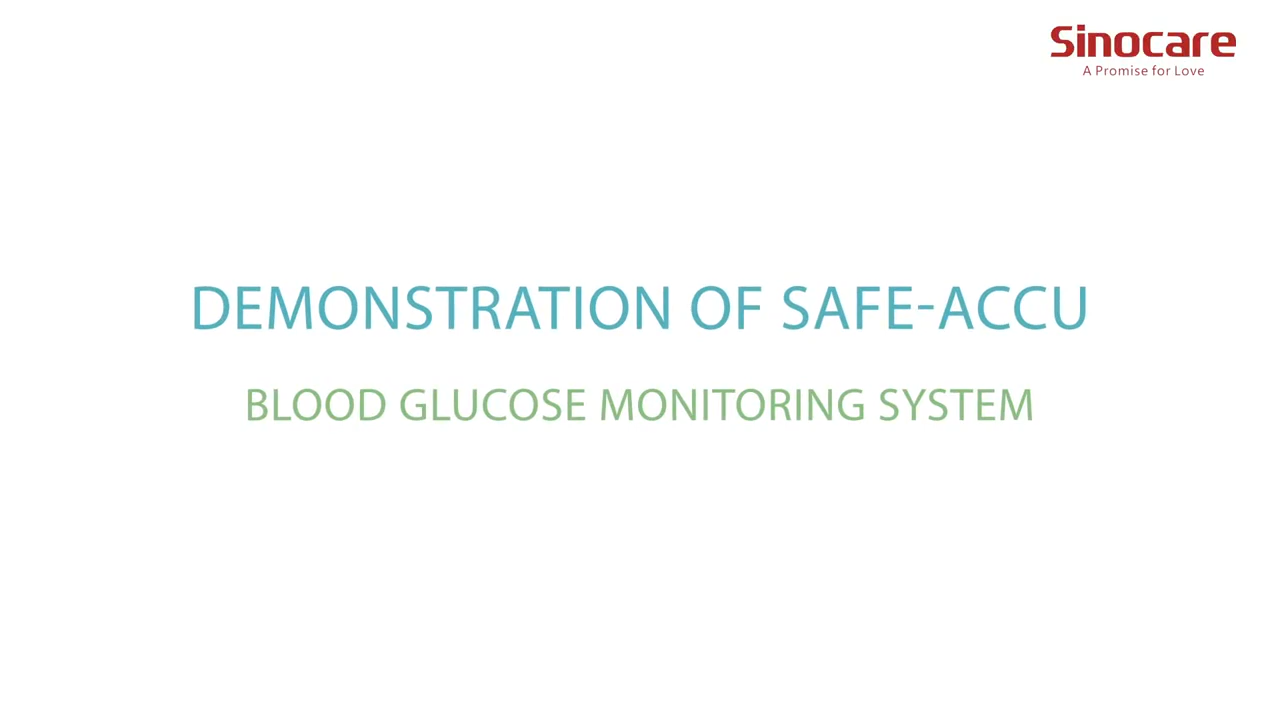 Sinocare
A Promise for Love
DEMONSTRATION OF SAFE-ACCU
BLOOD GLUCOSE MONITORING SYSTEM